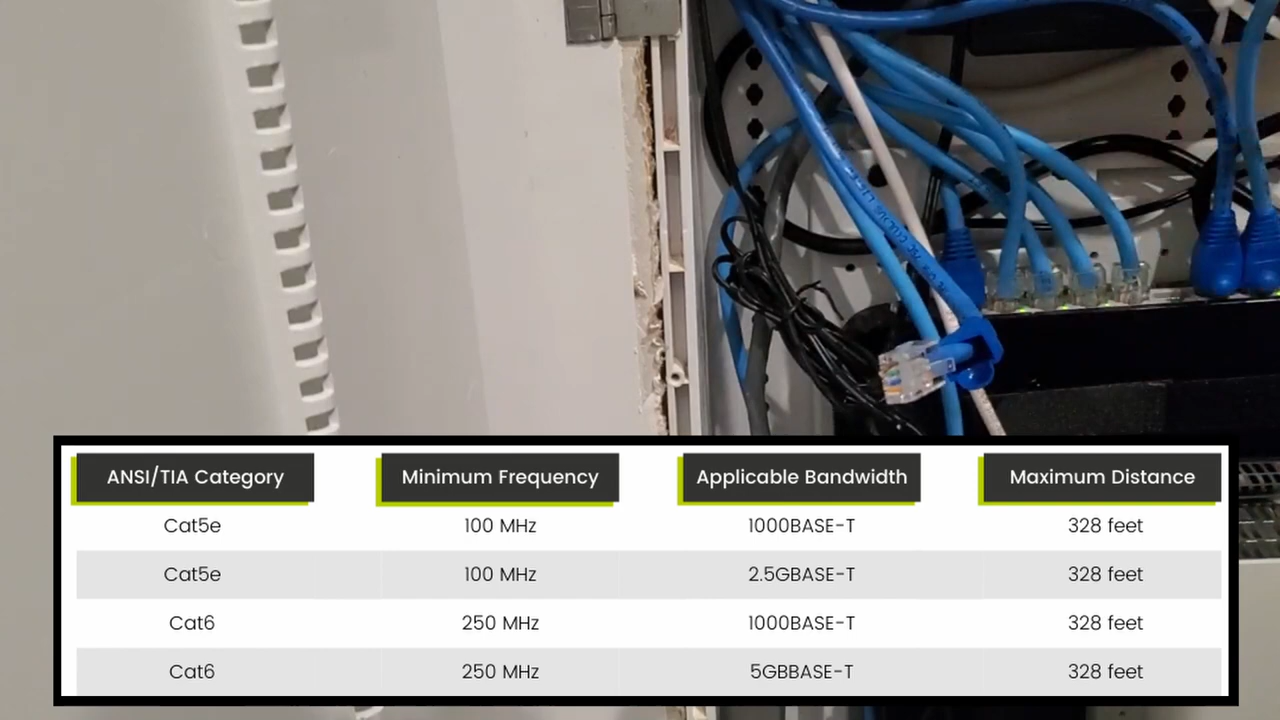 ANSI/TIA Category Minimum Frequency Applicable Bandwidth Maximum Distance
Cat5e 100 MHz 1000BASE-T 328 feet
Cat5e 100 MHz 2.5GBASE-T 328 feet
Cat6 250 MHz 1000BASE-T 328 feet
Cat6 250 MHz 5GBBASE-T 328 feet